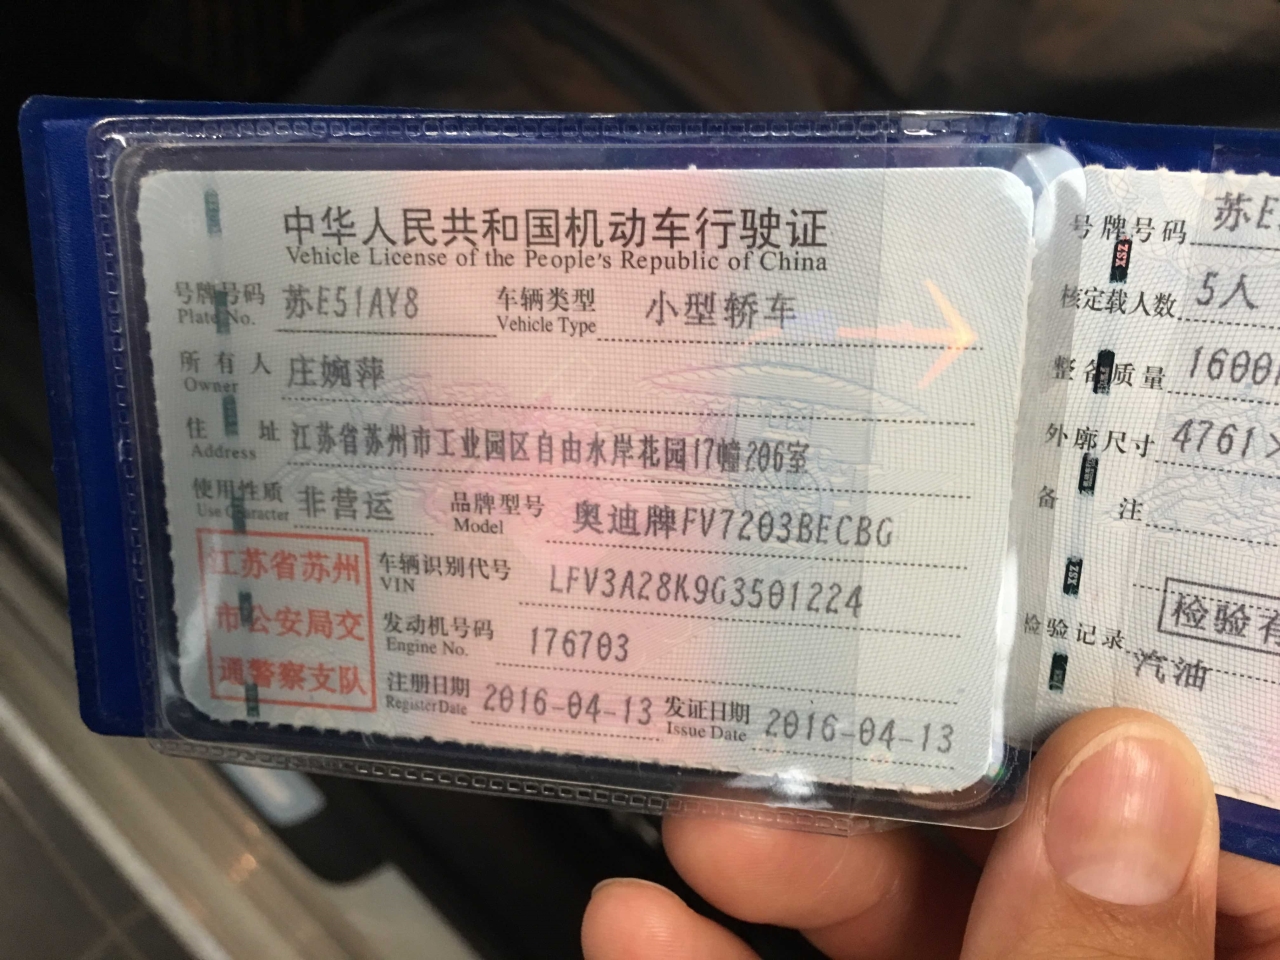 中华人民共和国机动车行驶证
Vehicle License of the People's Republic of China
号牌号码 苏E51AY8 车辆类型 小型轿车
Plate No. Vehicle Type
所有人 庄婉萍
Owner
住址 江苏省苏州市工业园区自由水岸花园17幢206室
Address
使用性质 非营运 品牌型号 奥迪牌FV7203BECBG
Use Character Model
车辆识别代号 LFV3A28K9G3501224
VIN
发动机号码 176703
Engine No.
注册日期 2016-04-13 发证日期 2016-04-13
Register Date Issue Date
江苏省苏州
市公安局交
通警察支队
号牌号码 苏E
核定载人数 5人
整备质量 1600
外廓尺寸 4761×
备注
检验有
检验记录
汽油
XSZ
XSZ